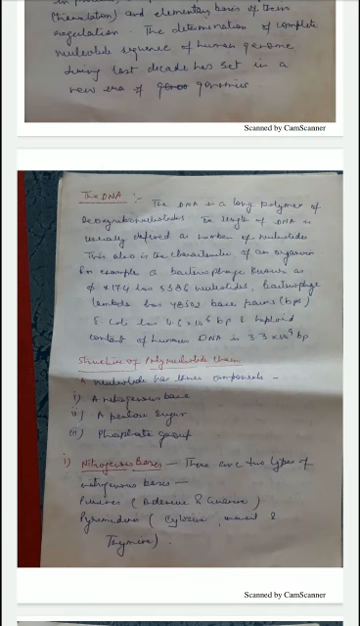 (translation) and elementary basis of their
regulation. The determination of complete
nucleotide sequence of human genome
during last decade has set in a
new era of genomics
Scanned by CamScanner
The DNA :- The DNA is a long polymer of
Deoxyribonucleotides. The length of DNA is
usually defined as number of nucleotides
This also is the characteristic of an organism
For example a bacteriophage known as
φ×174 has 5386 nucleotides, bacteriophage
lambda has 48502 base pairs (bps)
E. Coli has 4.6×10⁶ bp & haploid
content of human DNA is 3.3×10⁹ bp
Structure of Polynucleotide chain
A nucleotide has three components -
i) A nitrogenous base
ii) A pentose sugar
iii) Phosphate group
i) Nitrogenous Bases — There are two types of
nitrogenous bases —
Purines (Adenine & Guanine)
Pyrimidines (Cytosine, uracil &
Thymine).
Scanned by CamScanner